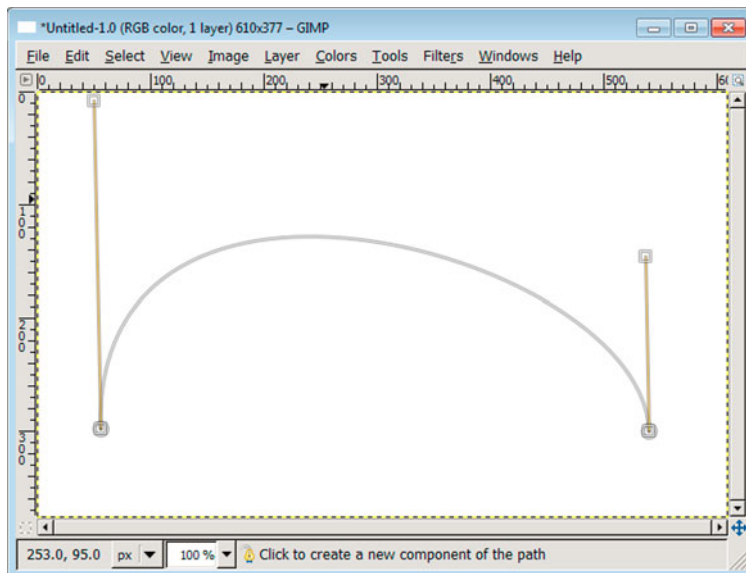 *Untitled-1.0 (RGB color, 1 layer) 610x377 – GIMP
File Edit Select View Image Layer Colors Tools Filters Windows Help
0 100 200 300 400 500 60
0
100
200
300
253.0, 95.0 px 100 % Click to create a new component of the path